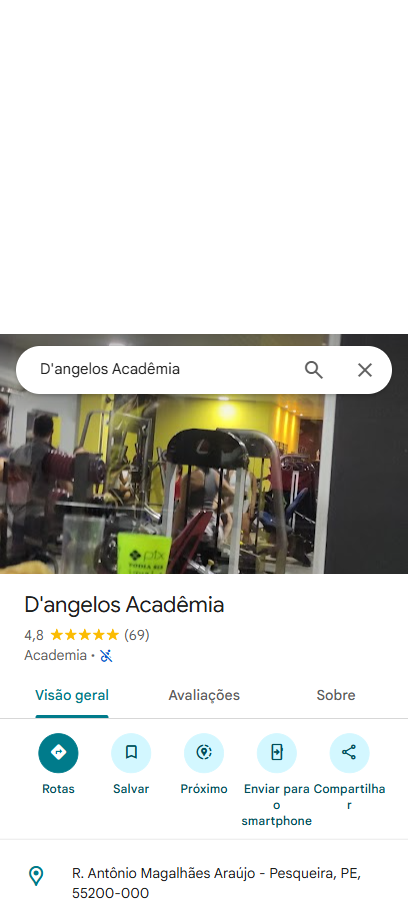 D'angelos Acadêmia
pix
D'angelos Acadêmia
4,8 (69)
Academia •
Visão geral Avaliações Sobre
Rotas Salvar Próximo Enviar para o smartphone Compartilhar
R. Antônio Magalhães Araújo - Pesqueira, PE,
55200-000